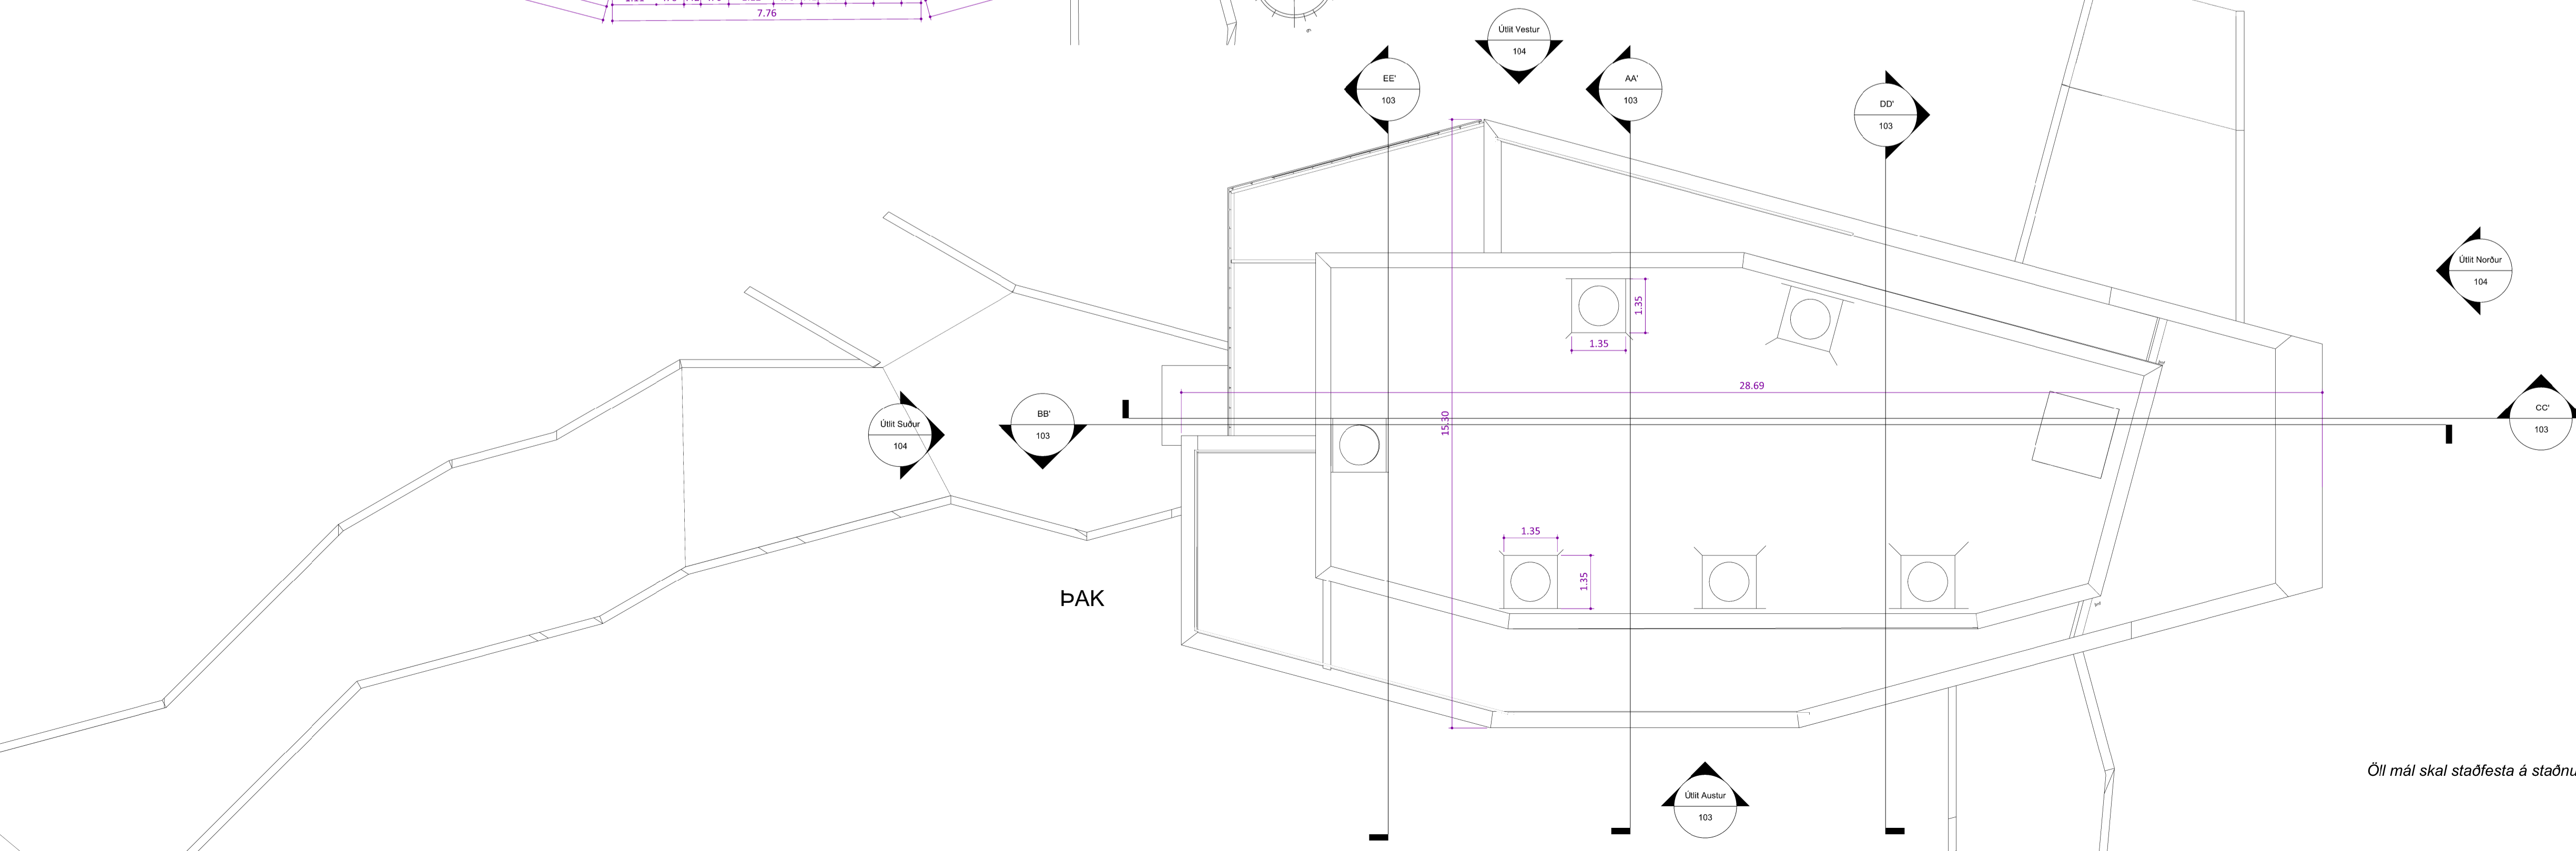 7.76
Útlit Vestur
104
EE'
103
AA'
103
DD'
103
Útlit Norður
104
1.35
1.35
28.69
15.30
CC'
103
BB'
103
Útlit Suður
104
1.35
1.35
ÞAK
Öll mál skal staðfesta á staðnu
Útlit Austur
103